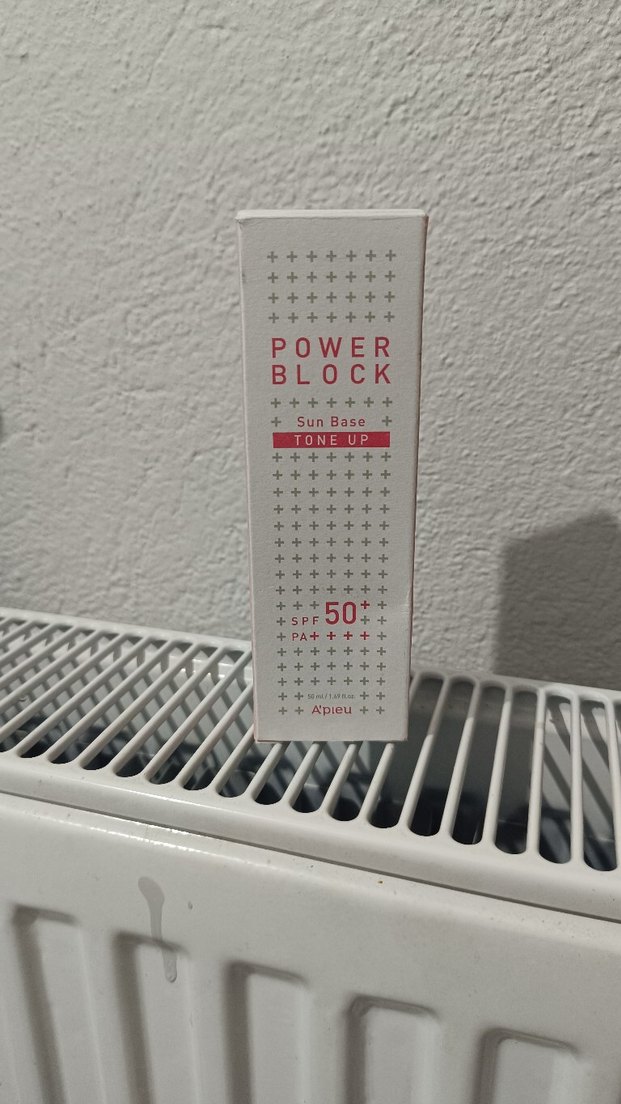 POWER
BLOCK
Sun Base
TONE UP
SPF 50+
PA++++
50 ml / 1.69 fl.oz.
A'pieu